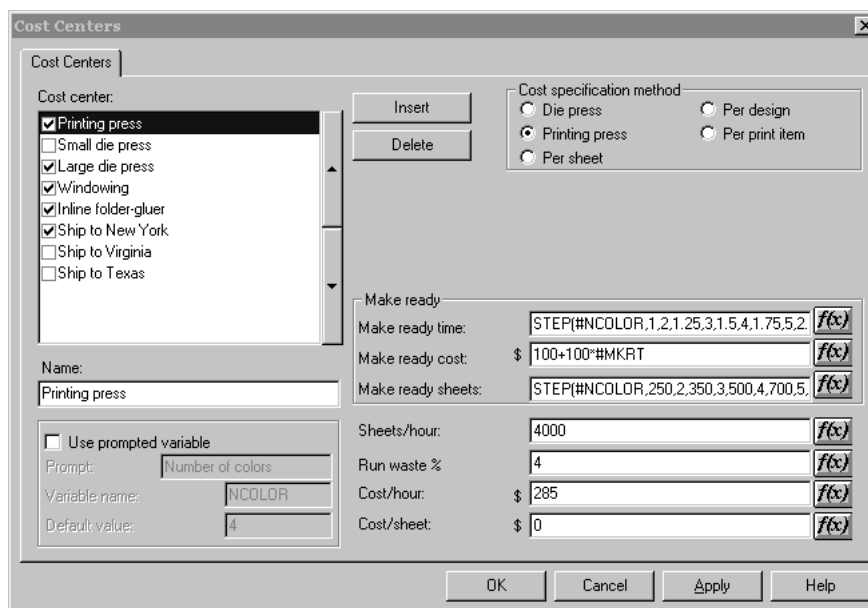 Cost Centers
Cost Centers
Cost center:
Printing press
Small die press
Large die press
Windowing
Inline folder-gluer
Ship to New York
Ship to Virginia
Ship to Texas
Insert
Delete
Cost specification method
Die press
Per design
Printing press
Per print item
Per sheet
Name:
Printing press
Use prompted variable
Prompt: Number of colors
Variable name: NCOLOR
Default value: 4
Make ready
Make ready time: STEP(#NCOLOR,1,2,1.25,3,1.5,4,1.75,5,2. f(x)
Make ready cost: $ 100+100*#MKRT f(x)
Make ready sheets: STEP(#NCOLOR,250,2,350,3,500,4,700,5, f(x)
Sheets/hour: 4000 f(x)
Run waste % 4 f(x)
Cost/hour: $ 285 f(x)
Cost/sheet: $ 0 f(x)
OK Cancel Apply Help